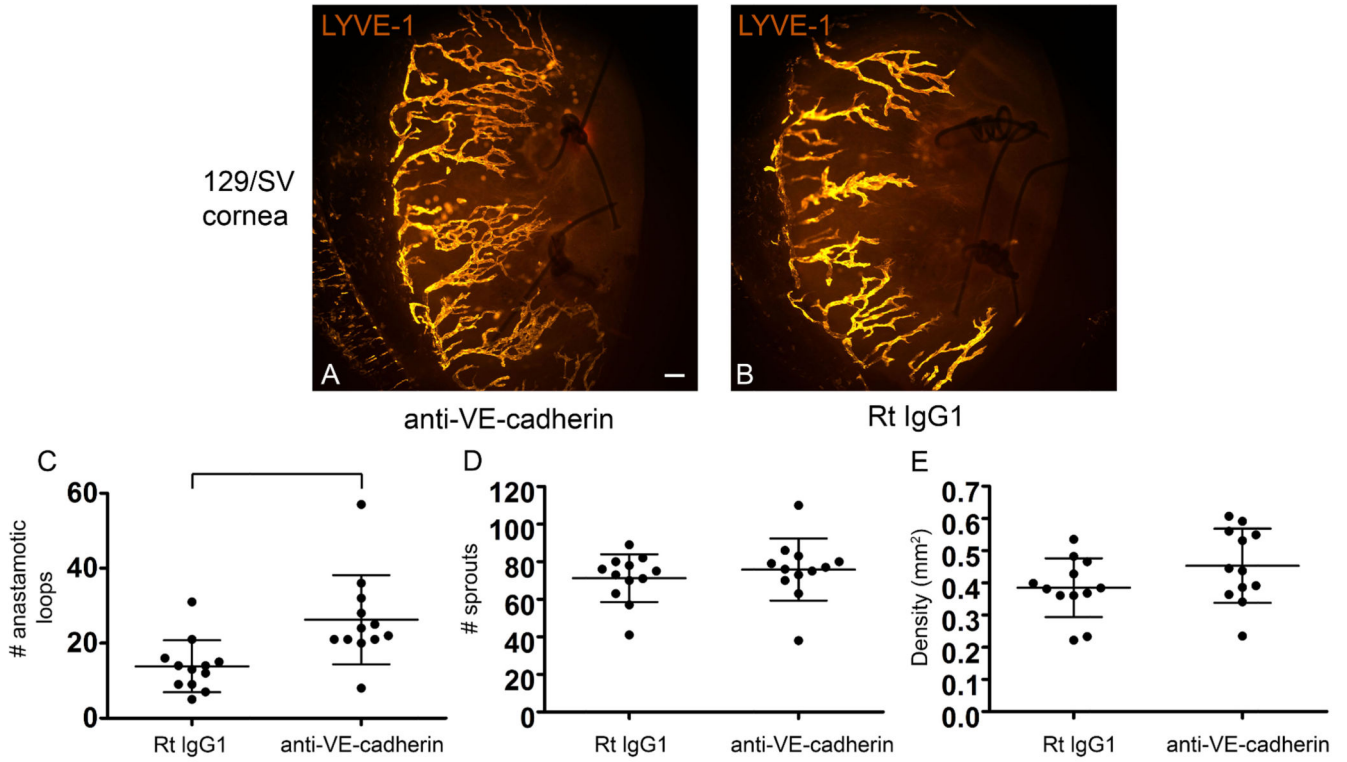 LYVE-1
LYVE-1
129/SV
cornea
A
B
anti-VE-cadherin
Rt IgG1
C
# anastamotic
loops
60
40
20
0
Rt IgG1
anti-VE-cadherin
D
# sprouts
120
100
80
60
40
20
0
Rt IgG1
anti-VE-cadherin
E
Density (mm²)
0.7
0.6
0.5
0.4
0.3
0.2
0.1
0.0
Rt IgG1
anti-VE-cadherin